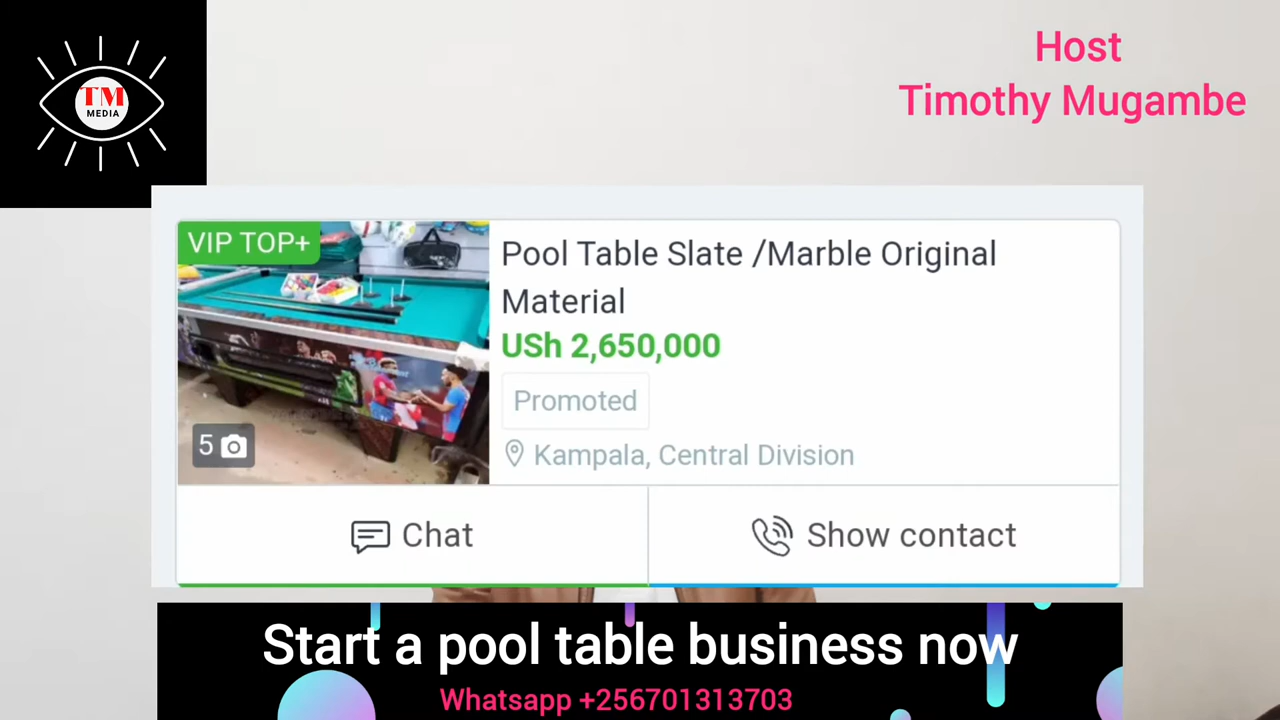 TM
MEDIA
Host
Timothy Mugambe
VIP TOP+
Pool Table Slate /Marble Original
Material
USh 2,650,000
Promoted
5
Kampala, Central Division
Chat
Show contact
Start a pool table business now
Whatsapp +256701313703